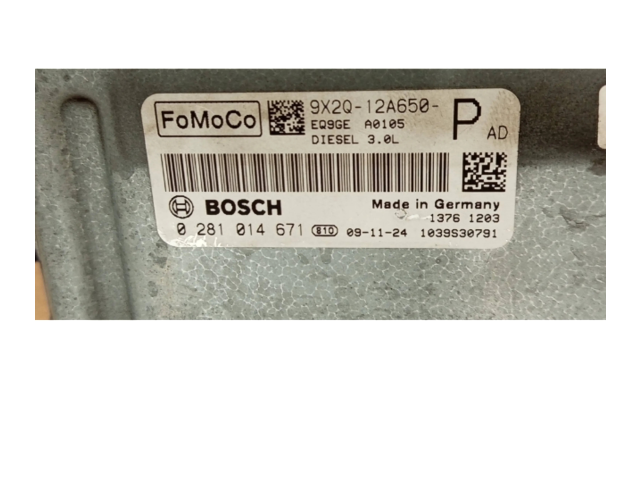 FoMoCo 9X2Q-12A650- P AD
EQ9GE A0105
DIESEL 3.0L
BOSCH Made in Germany
1376 1203
0 281 014 671 810 09-11-24 1039S30791